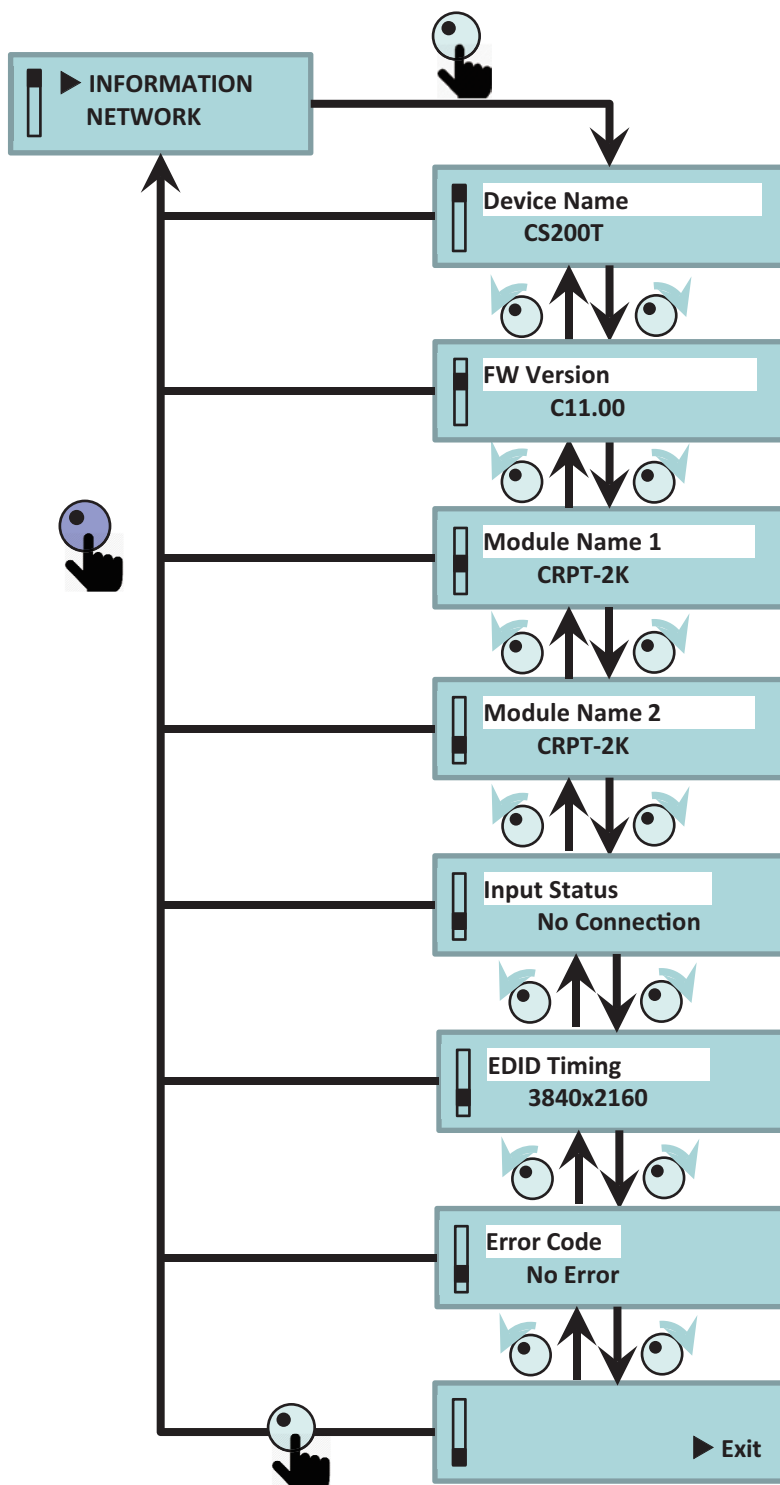 ▶ INFORMATION
NETWORK
Device Name
CS200T
FW Version
C11.00
Module Name 1
CRPT-2K
Module Name 2
CRPT-2K
Input Status
No Connection
EDID Timing
3840x2160
Error Code
No Error
▶ Exit